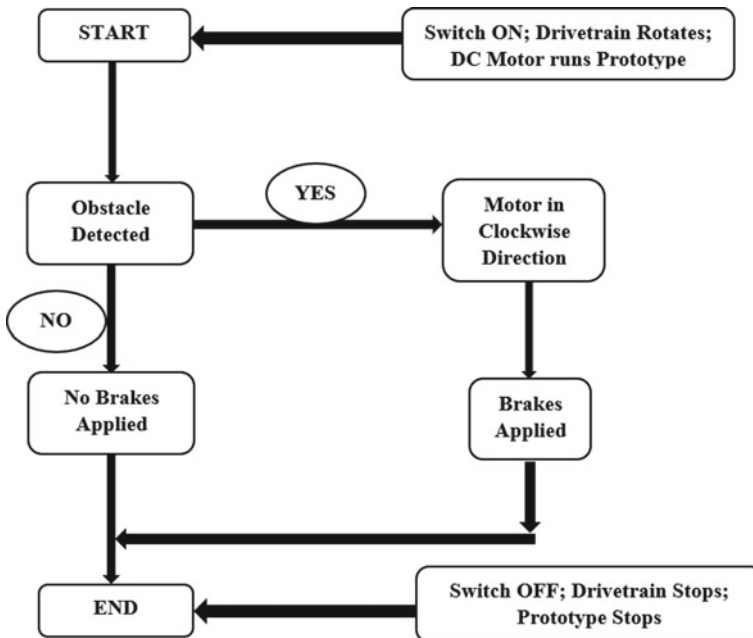 START
Switch ON; Drivetrain Rotates;
DC Motor runs Prototype
YES
Obstacle
Detected
Motor in
Clockwise
Direction
NO
No Brakes
Applied
Brakes
Applied
END
Switch OFF; Drivetrain Stops;
Prototype Stops